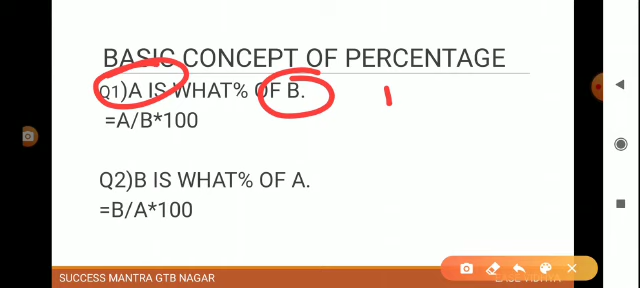 BASIC CONCEPT OF PERCENTAGE
Q1)A IS WHAT% OF B.
=A/B*100
Q2)B IS WHAT% OF A.
=B/A*100
SUCCESS MANTRA GTB NAGAR